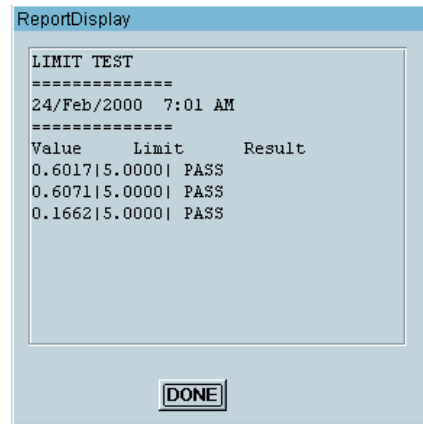 ReportDisplay
LIMIT TEST
==============
24/Feb/2000  7:01 AM
==============
Value     Limit       Result
0.6017|5.0000| PASS
0.6071|5.0000| PASS
0.1662|5.0000| PASS
DONE